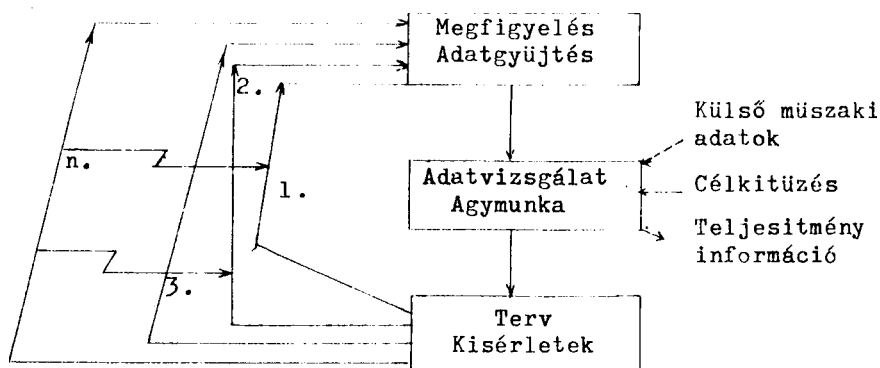 Megfigyelés
Adatgyüjtés
2.
Külső müszaki
adatok
n.
Adatvizsgálat
Agymunka
1.
Célkitüzés
Teljesitmény
információ
3.
Terv
Kisérletek